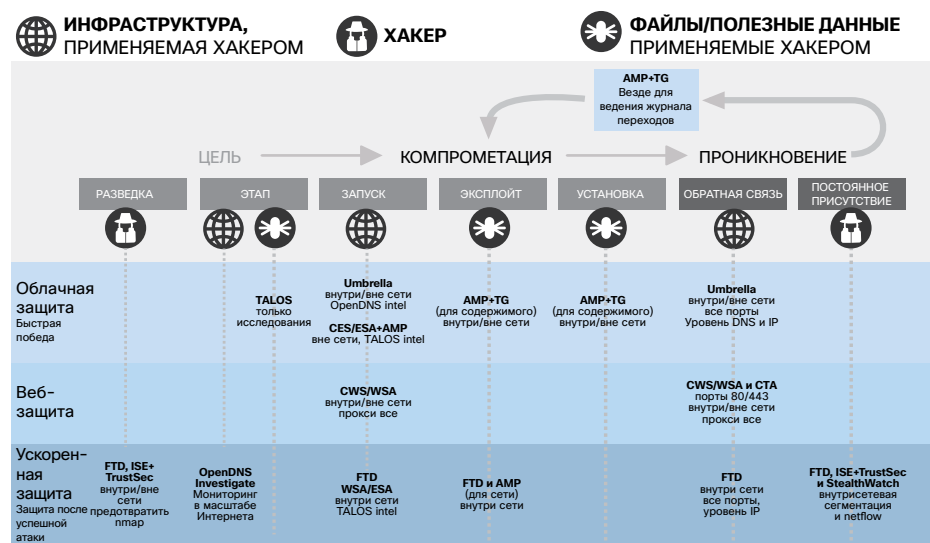 ИНФРАСТРУКТУРА,
ПРИМЕНЯЕМАЯ ХАКЕРОМ
ХАКЕР
ФАЙЛЫ/ПОЛЕЗНЫЕ ДАННЫЕ
ПРИМЕНЯЕМЫЕ ХАКЕРОМ
AMP+TG
Везде для
ведения журнала
переходов
ЦЕЛЬ
КОМПРОМЕТАЦИЯ
ПРОНИКНОВЕНИЕ
РАЗВЕДКА
ЭТАП
ЗАПУСК
ЭКСПЛОЙТ
УСТАНОВКА
ОБРАТНАЯ СВЯЗЬ
ПОСТОЯННОЕ
ПРИСУТСТВИЕ
Облачная
защита
Быстрая
победа
TALOS
только
исследования
Umbrella
внутри/вне сети
OpenDNS intel
CES/ESA+AMP
вне сети, TALOS intel
AMP+TG
(для содержимого)
внутри/вне сети
AMP+TG
(для содержимого)
внутри/вне сети
Umbrella
внутри/вне сети
все порты
Уровень DNS и IP
Веб-
защита
CWS/WSA
внутри/вне сети
прокси все
CWS/WSA и CTA
порты 80/443
внутри/вне сети
прокси все
Ускорен-
ная
защита
Защита после
успешной
атаки
FTD, ISE+
TrustSec
внутри/вне
сети
предотвратить
nmap
OpenDNS
Investigate
Мониторинг
в масштабе
Интернета
FTD
WSA/ESA
внутри сети
TALOS intel
FTD и AMP
(для сети)
внутри сети
FTD
внутри сети
все порты,
уровень IP
FTD, ISE+TrustSec
и StealthWatch
внутрисетевая
сегментация
и netflow